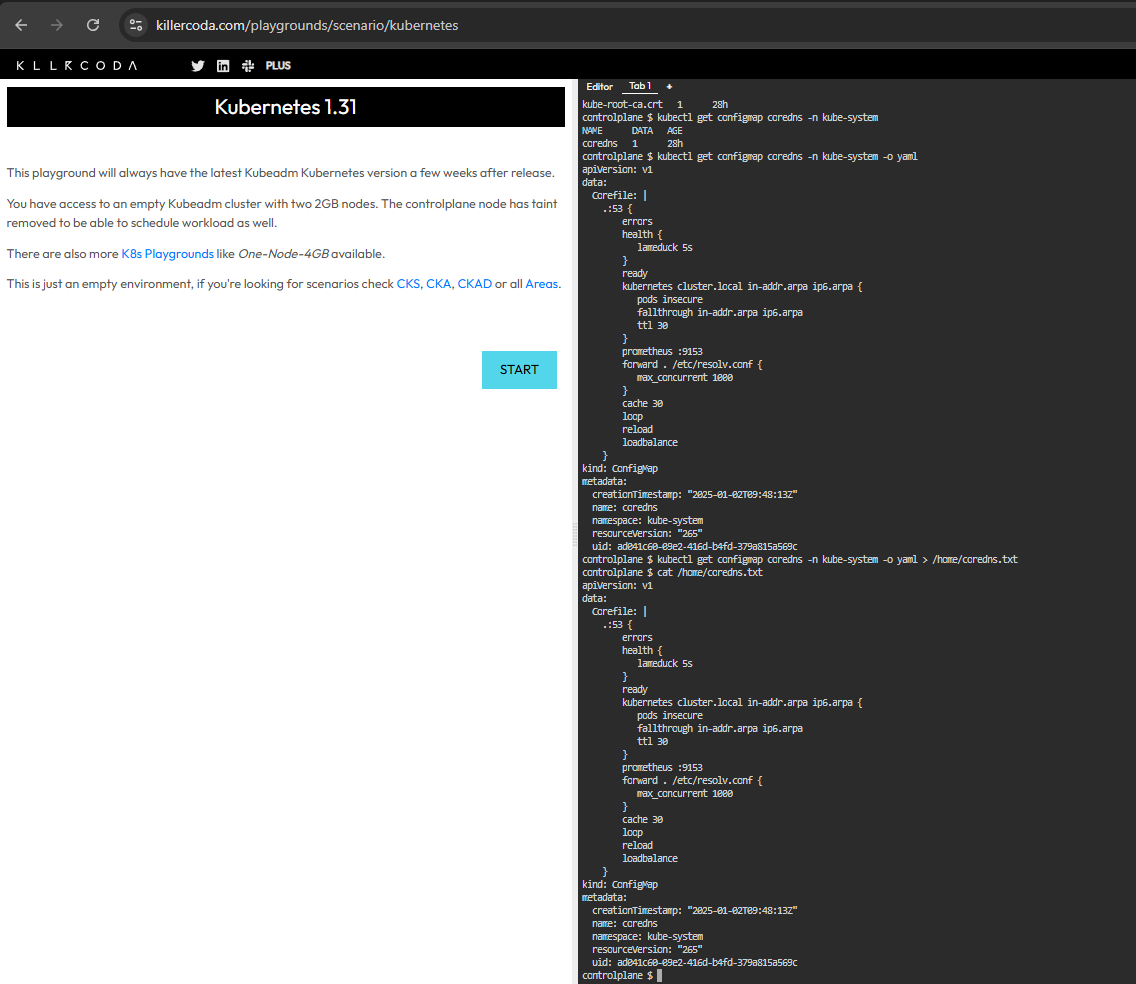 killercoda.com/playgrounds/scenario/kubernetes
KLLRCODA PLUS
Kubernetes 1.31
This playground will always have the latest Kubeadm Kubernetes version a few weeks after release.
You have access to an empty Kubeadm cluster with two 2GB nodes. The controlplane node has taint
removed to be able to schedule workload as well.
There are also more K8s Playgrounds like One-Node-4GB available.
This is just an empty environment, if you're looking for scenarios check CKS, CKA, CKAD or all Areas.
START
Editor Tab 1 +
kube-root-ca.crt   1      28h
controlplane $ kubectl get configmap coredns -n kube-system
NAME      DATA   AGE
coredns   1      28h
controlplane $ kubectl get configmap coredns -n kube-system -o yaml
apiVersion: v1
data:
  Corefile: |
    .:53 {
        errors
        health {
           lameduck 5s
        }
        ready
        kubernetes cluster.local in-addr.arpa ip6.arpa {
           pods insecure
           fallthrough in-addr.arpa ip6.arpa
           ttl 30
        }
        prometheus :9153
        forward . /etc/resolv.conf {
           max_concurrent 1000
        }
        cache 30
        loop
        reload
        loadbalance
    }
kind: ConfigMap
metadata:
  creationTimestamp: "2025-01-02T09:48:13Z"
  name: coredns
  namespace: kube-system
  resourceVersion: "265"
  uid: ad041c60-09e2-416d-b4fd-379a815a569c
controlplane $ kubectl get configmap coredns -n kube-system -o yaml > /home/coredns.txt
controlplane $ cat /home/coredns.txt
apiVersion: v1
data:
  Corefile: |
    .:53 {
        errors
        health {
           lameduck 5s
        }
        ready
        kubernetes cluster.local in-addr.arpa ip6.arpa {
           pods insecure
           fallthrough in-addr.arpa ip6.arpa
           ttl 30
        }
        prometheus :9153
        forward . /etc/resolv.conf {
           max_concurrent 1000
        }
        cache 30
        loop
        reload
        loadbalance
    }
kind: ConfigMap
metadata:
  creationTimestamp: "2025-01-02T09:48:13Z"
  name: coredns
  namespace: kube-system
  resourceVersion: "265"
  uid: ad041c60-09e2-416d-b4fd-379a815a569c
controlplane $